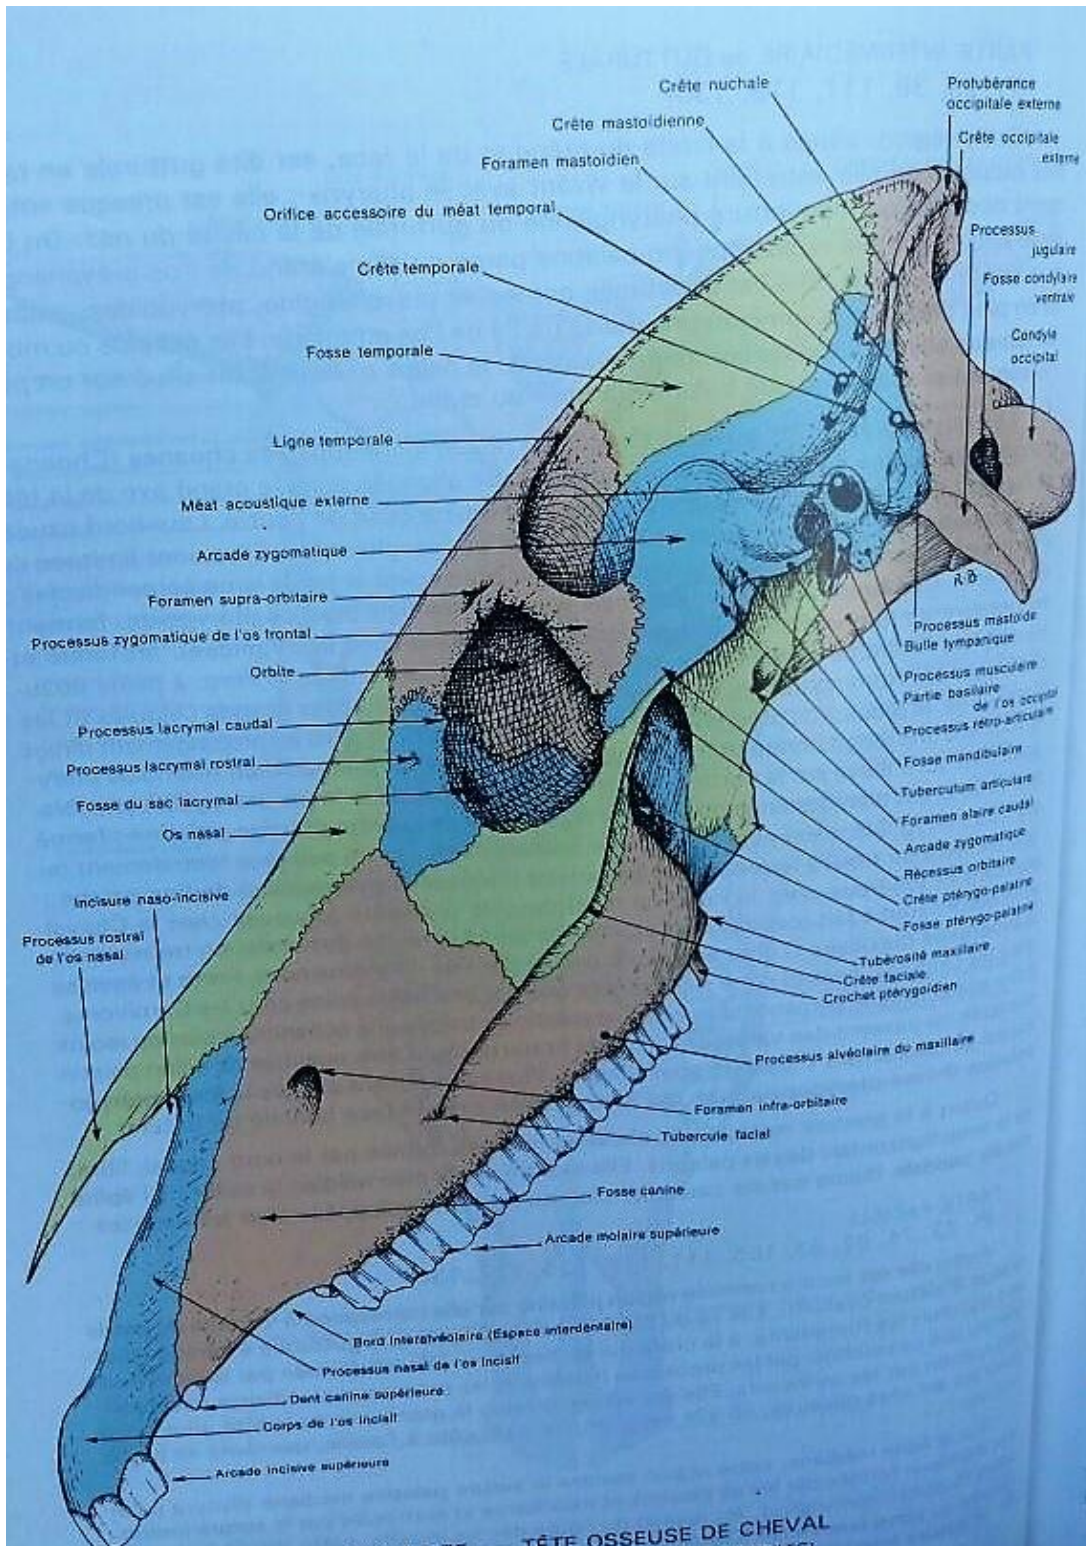 Crête nuchale
Protubérance
occipitale externe
Crête mastoïdienne
Crête occipitale
externe
Foramen mastoïdien
Orifice accessoire du méat temporal
Processus
jugulaire
Crête temporale
Fosse condylaire
ventrale
Condyle
occipital
Fosse temporale
Ligne temporale
Méat acoustique externe
Arcade zygomatique
Foramen supra-orbitaire
Processus zygomatique de l'os frontal
Orbite
Processus lacrymal caudal
Processus lacrymal rostral
Fosse du sac lacrymal
Os nasal
Incisure naso-incisive
Processus rostral
de l'os nasal
R.B
Processus mastoïde
Bulle tympanique
Processus musculaire
Partie basilaire
de l'os occipital
Processus rétro-articulaire
Fosse mandibulaire
Tuberculum articulare
Foramen alaire caudal
Arcade zygomatique
Récessus orbitaire
Crête ptérygo-palatine
Fosse ptérygo-palatine
Tubérosité maxillaire
Crête faciale
Crochet ptérygoïdien
Processus alvéolaire du maxillaire
Foramen infra-orbitaire
Tubercule facial
Fosse canine
Arcade molaire supérieure
Bord interalvéolaire (Espace interdentaire)
Processus nasal de l'os incisif
Dent canine supérieure
Corps de l'os incisif
Arcade incisive supérieure
TÊTE OSSEUSE DE CHEVAL